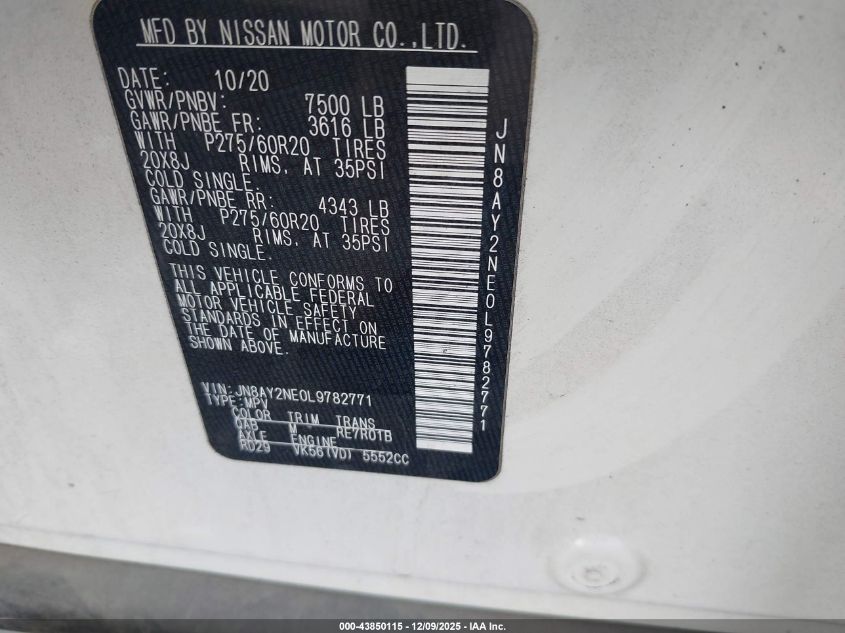 MFD BY NISSAN MOTOR CO.,LTD.
DATE: 10/20
GVWR/PNBV: 7500 LB
GAWR/PNBE FR: 3616 LB
WITH P275/60R20 TIRES
20X8J RIMS, AT 35PSI
COLD SINGLE.
GAWR/PNBE RR: 4343 LB
WITH P275/60R20 TIRES
20X8J RIMS, AT 35PSI
COLD SINGLE.
THIS VEHICLE CONFORMS TO
ALL APPLICABLE FEDERAL
MOTOR VEHICLE SAFETY
STANDARDS IN EFFECT ON
THE DATE OF MANUFACTURE
SHOWN ABOVE.
VIN:JN8AY2NE0L9782771
TYPE:MPV
COLOR TRIM TRANS
QAB M RE7R01B
AXLE ENGINE
RD29 VK56(VD) 5552CC
JN8AY2NE0L9782771
000-43850115 - 12/09/2025 - IAA Inc.